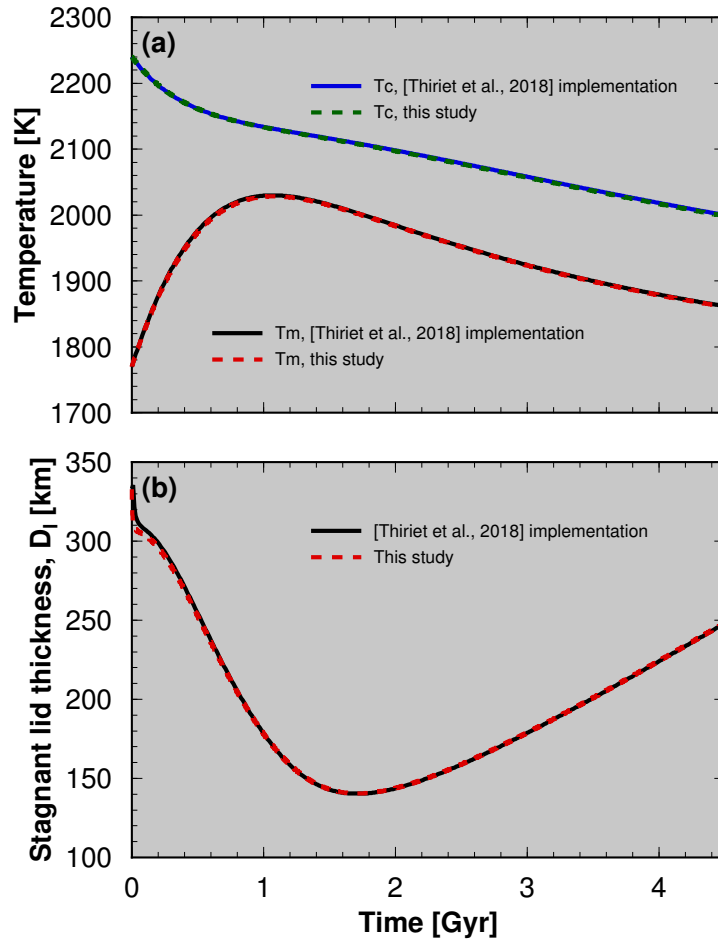 2300
2200
2100
2000
1900
1800
1700
Temperature [K]
(a)
Tc, [Thiriet et al., 2018] implementation
Tc, this study
Tm, [Thiriet et al., 2018] implementation
Tm, this study
350
300
250
200
150
100
Stagnant lid thickness, D_l [km]
(b)
[Thiriet et al., 2018] implementation
This study
0 1 2 3 4
Time [Gyr]